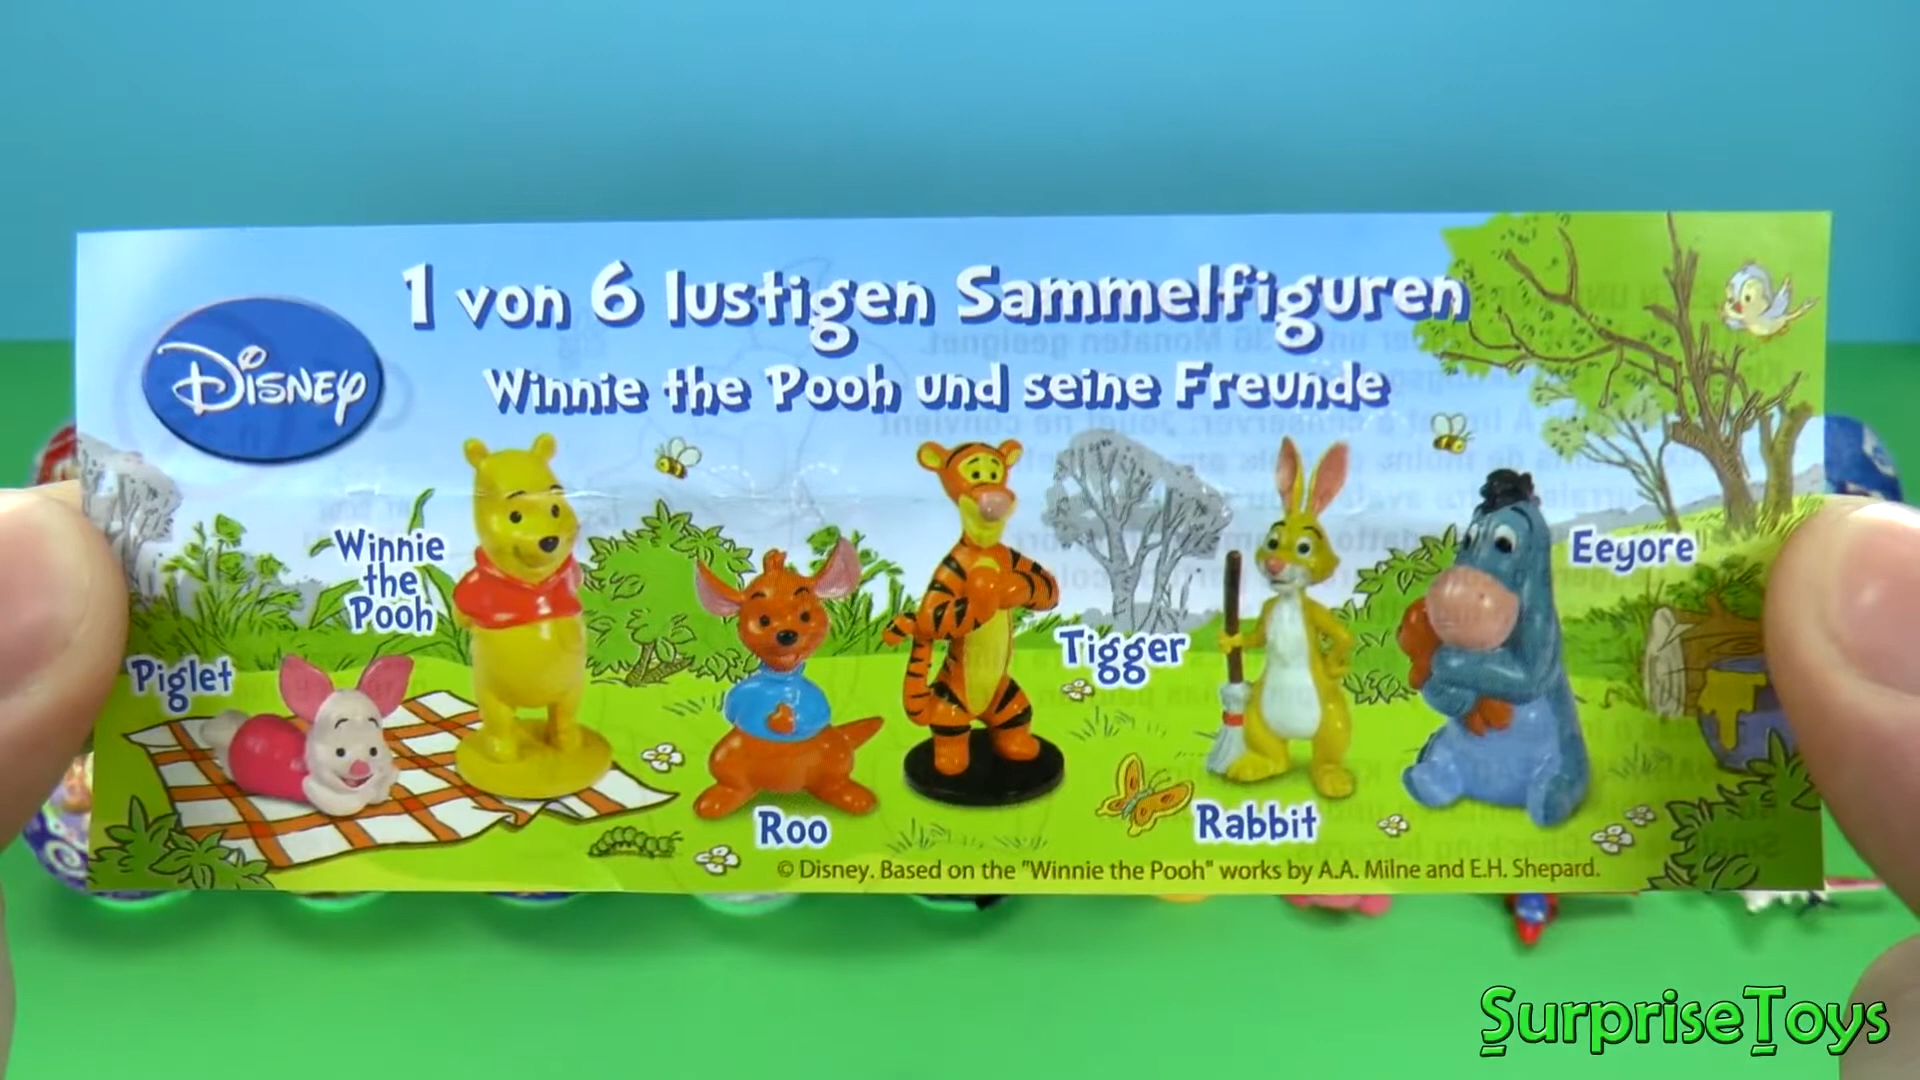 1 von 6 lustigen Sammelfiguren
Winnie the Pooh und seine Freunde
Disney
Winnie
the
Pooh
Piglet
Roo
Tigger
Rabbit
Eeyore
© Disney. Based on the "Winnie the Pooh" works by A.A. Milne and E.H. Shepard.
SurpriseToys